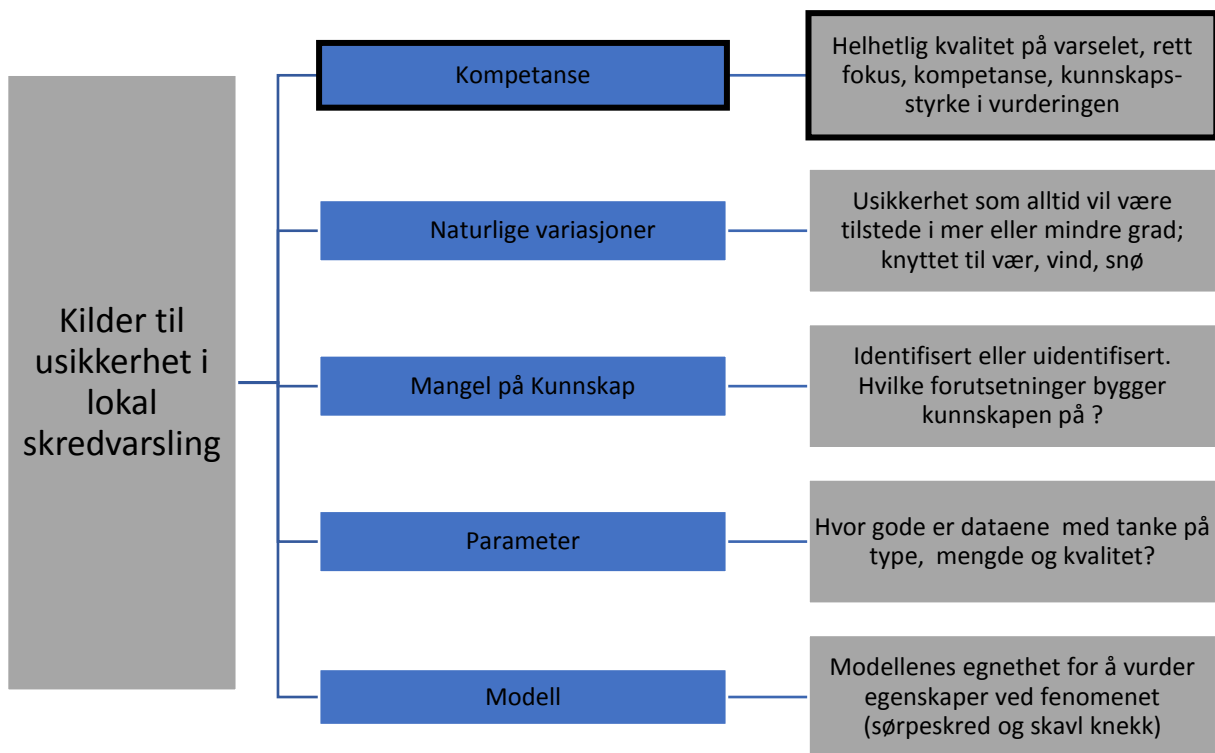 Kilder til
usikkerhet i
lokal
skredvarsling
Kompetanse
Helhetlig kvalitet på varselet, rett
fokus, kompetanse, kunnskaps-
styrke i vurderingen
Naturlige variasjoner
Usikkerhet som alltid vil være
tilstede i mer eller mindre grad;
knyttet til vær, vind, snø
Mangel på Kunnskap
Identifisert eller uidentifisert.
Hvilke forutsetninger bygger
kunnskapen på ?
Parameter
Hvor gode er dataene med tanke på
type, mengde og kvalitet?
Modell
Modellenes egnethet for å vurder
egenskaper ved fenomenet
(sørpeskred og skavl knekk)